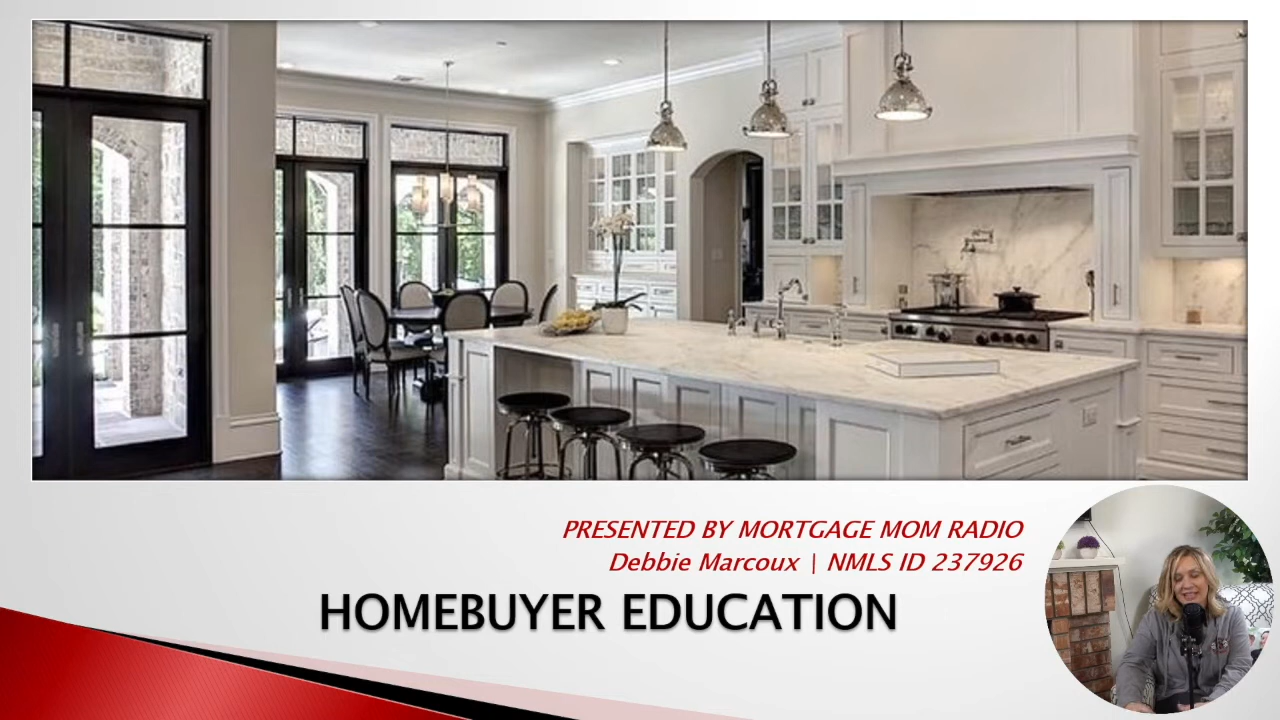 PRESENTED BY MORTGAGE MOM RADIO
Debbie Marcoux | NMLS ID 237926
HOMEBUYER EDUCATION